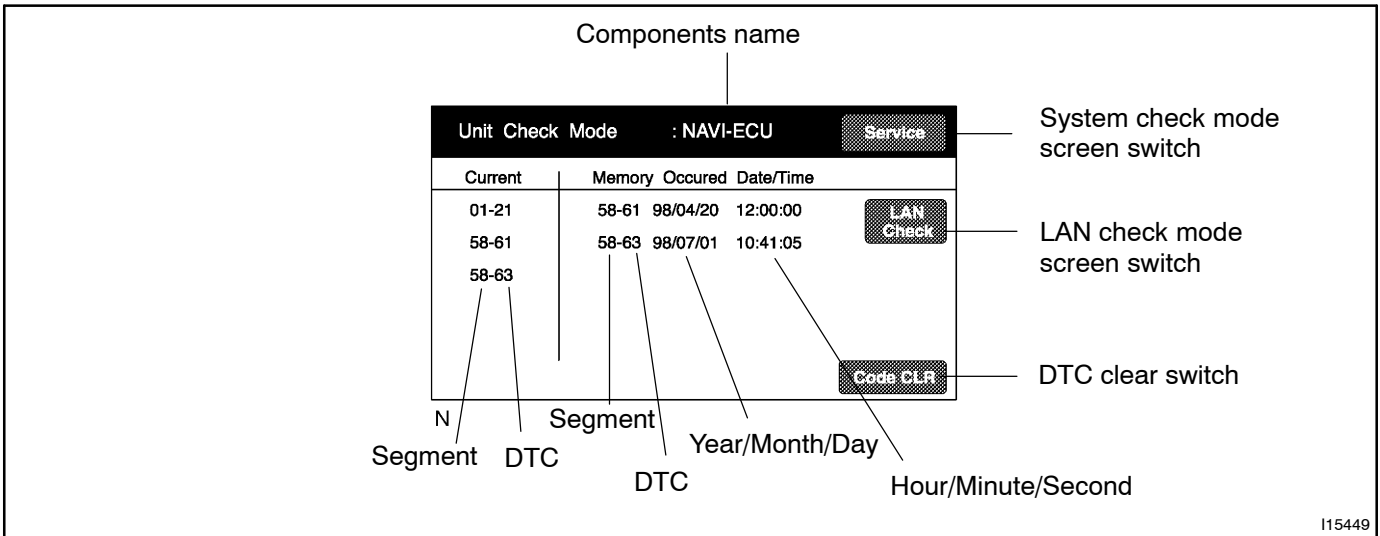 Components name
Unit Check Mode : NAVI-ECU Service
System check mode
screen switch
Current Memory Occured Date/Time
01-21 58-61 98/04/20 12:00:00
LAN
Check
58-61 58-63 98/07/01 10:41:05
58-63
LAN check mode
screen switch
Code CLR
DTC clear switch
N
Segment DTC
Segment
DTC
Year/Month/Day
Hour/Minute/Second
I15449